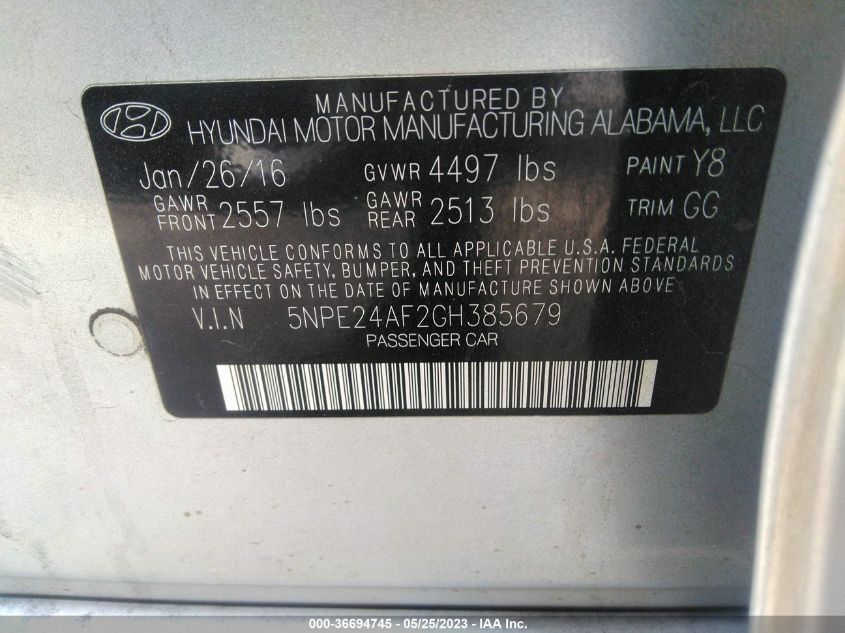 MANUFACTURED BY
HYUNDAI MOTOR MANUFACTURING ALABAMA, LLC
Jan/26/16 GVWR 4497 lbs PAINT Y8
GAWR FRONT 2557 lbs GAWR REAR 2513 lbs TRIM GG
THIS VEHICLE CONFORMS TO ALL APPLICABLE U.S.A. FEDERAL
MOTOR VEHICLE SAFETY, BUMPER, AND THEFT PREVENTION STANDARDS
IN EFFECT ON THE DATE OF MANUFACTURE SHOWN ABOVE
V.I.N 5NPE24AF2GH385679
PASSENGER CAR
000-36694745 - 05/25/2023 - IAAI Inc.